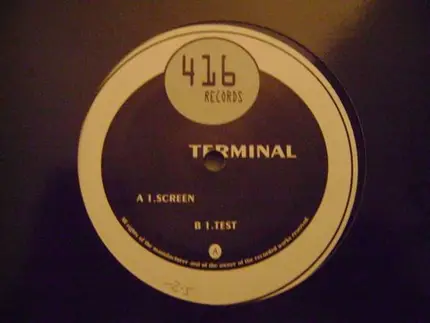 416
RECORDS
TERMINAL
A 1.SCREEN
B 1.TEST
A
all rights of the manufacturer and of the owner of the recorded works reserved.